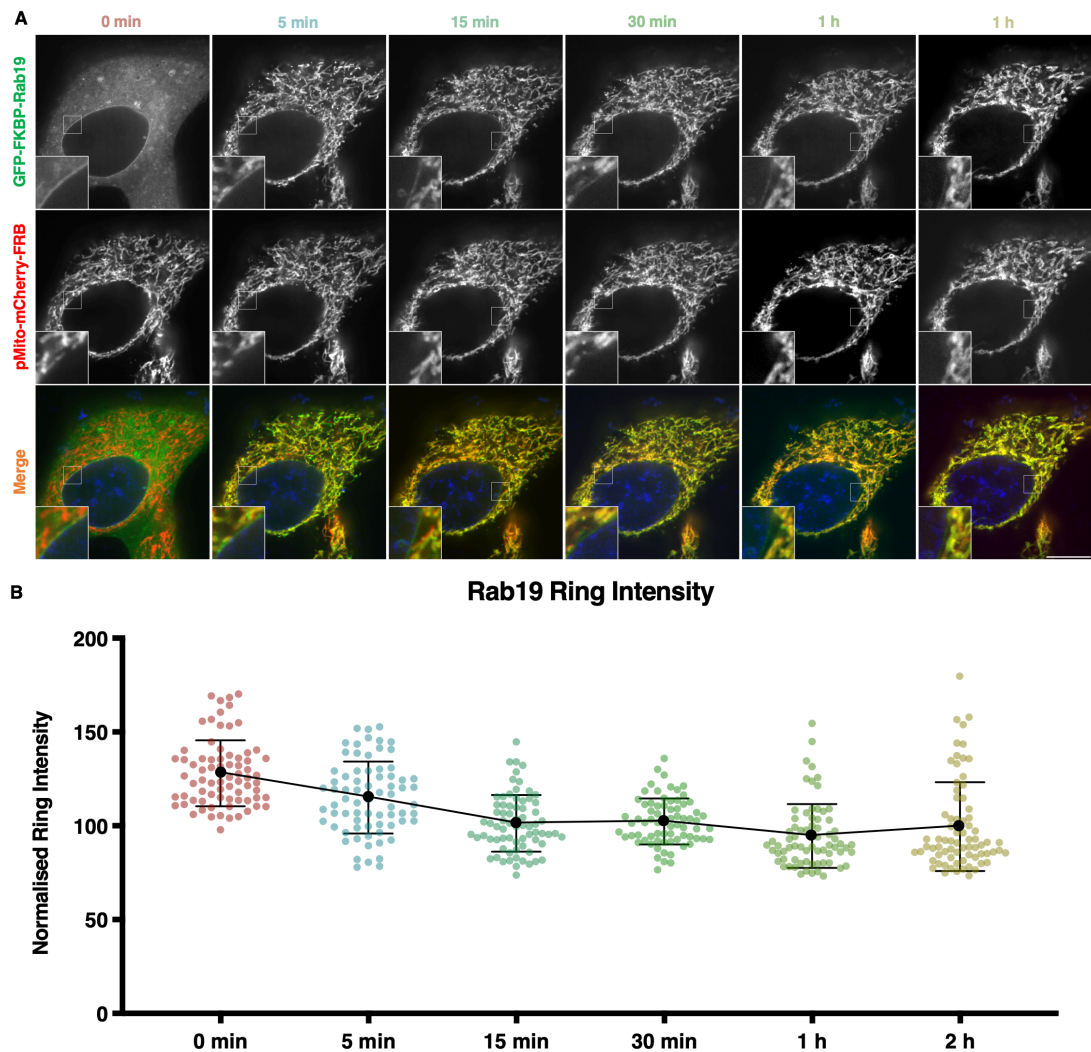 A
0 min 5 min 15 min 30 min 1 h 1 h
GFP-FKBP-Rab19
pMito-mCherry-FRB
Merge
B
Rab19 Ring Intensity
Normalised Ring Intensity
200
150
100
50
0
0 min 5 min 15 min 30 min 1 h 2 h